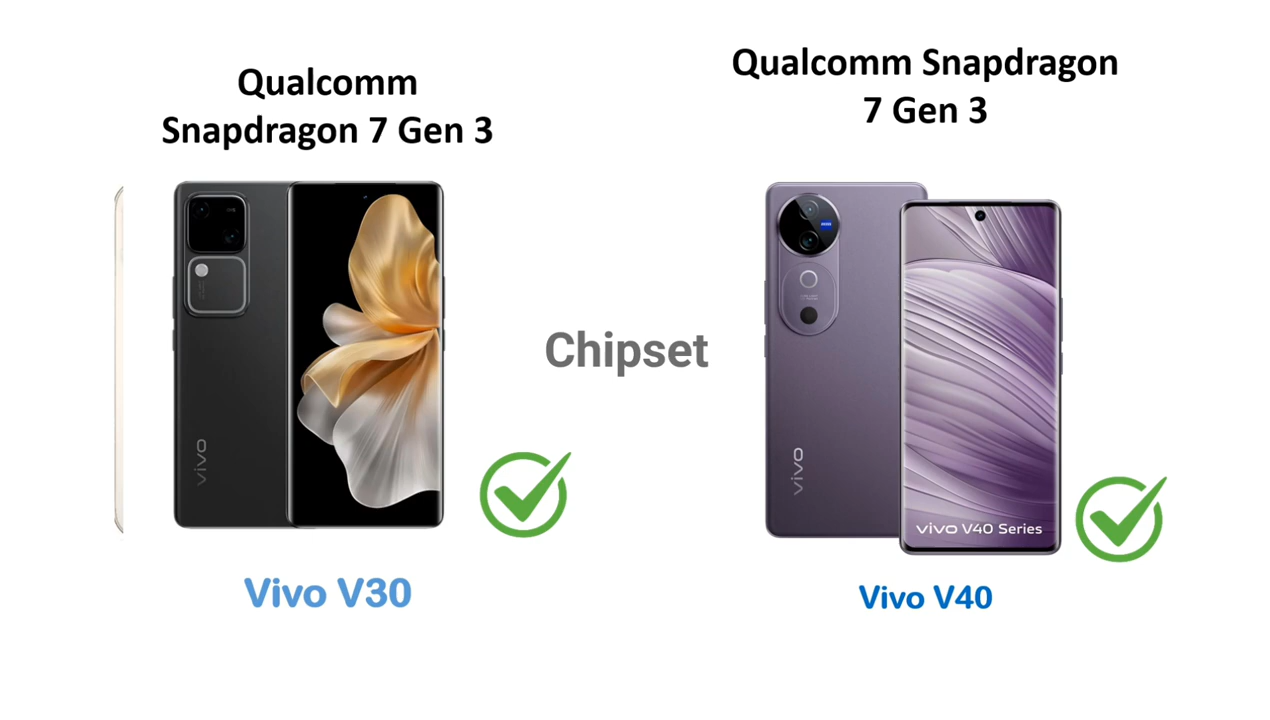 Qualcomm
Snapdragon 7 Gen 3
Qualcomm Snapdragon
7 Gen 3
Chipset
vivo
vivo
vivo V40 Series
Vivo V30
Vivo V40